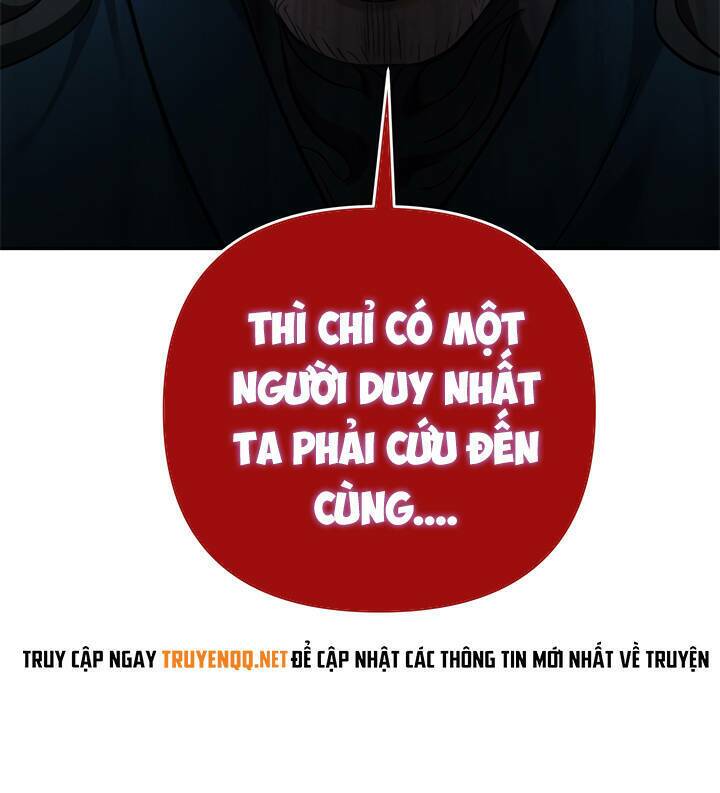 THÌ CHỈ CÓ MỘT
NGƯỜI DUY NHẤT
TA PHẢI CỨU ĐẾN
CÙNG....
TRUY CẬP NGAY TRUYENQQ.NET ĐỂ CẬP NHẬT CÁC THÔNG TIN MỚI NHẤT VỀ TRUYỆN